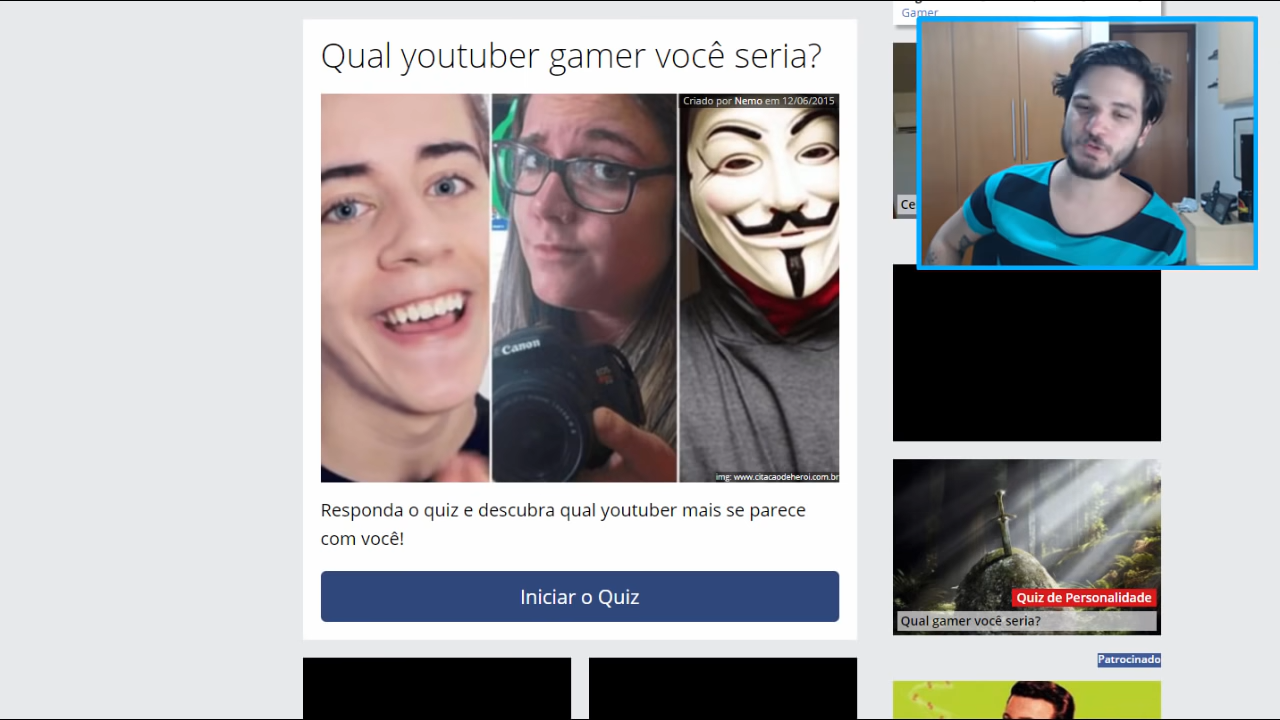 Gamer
Qual youtuber gamer você seria?
Criado por Nemo em 12/06/2015
Ce
Canon
img: www.citacaodeheroi.com.br
Responda o quiz e descubra qual youtuber mais se parece
com você!
Iniciar o Quiz
Quiz de Personalidade
Qual gamer você seria?
Patrocinado